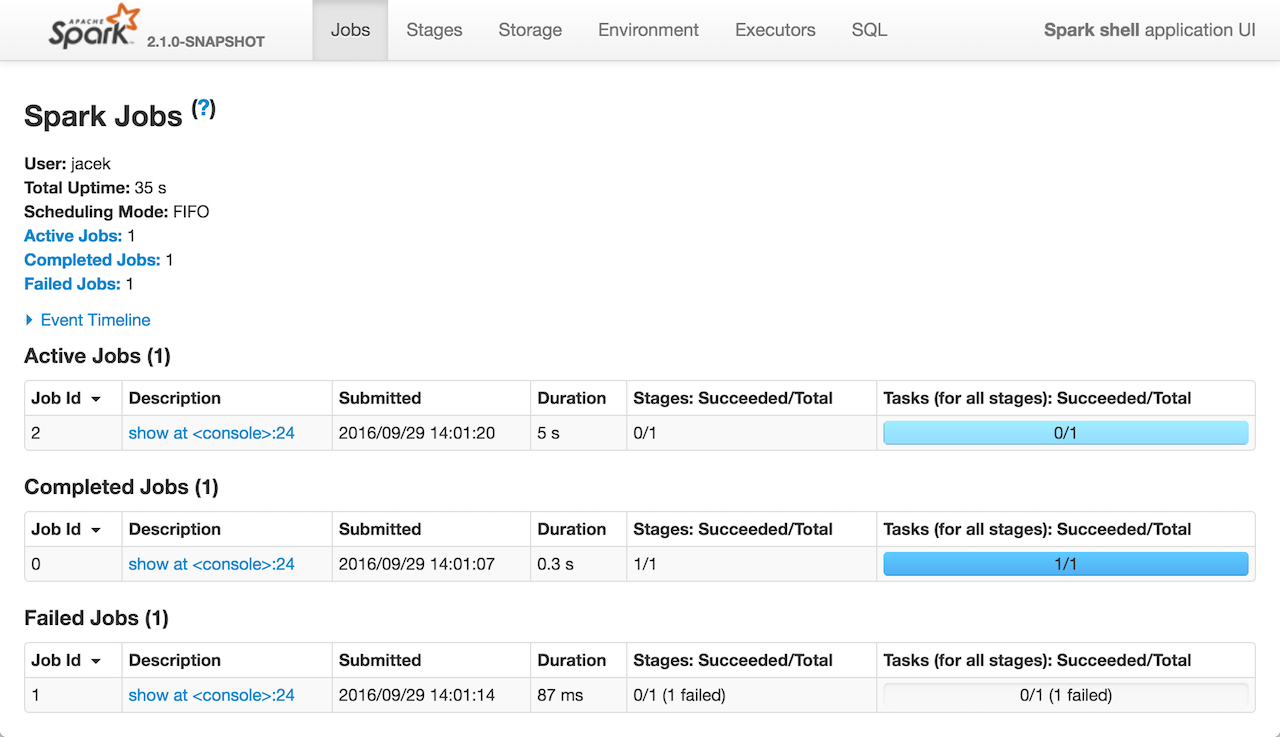 APACHE
Spark 2.1.0-SNAPSHOT Jobs Stages Storage Environment Executors SQL Spark shell application UI
Spark Jobs (?)
User: jacek
Total Uptime: 35 s
Scheduling Mode: FIFO
Active Jobs: 1
Completed Jobs: 1
Failed Jobs: 1
Event Timeline
Active Jobs (1)
Job Id Description Submitted Duration Stages: Succeeded/Total Tasks (for all stages): Succeeded/Total
2 show at <console>:24 2016/09/29 14:01:20 5 s 0/1 0/1
Completed Jobs (1)
Job Id Description Submitted Duration Stages: Succeeded/Total Tasks (for all stages): Succeeded/Total
0 show at <console>:24 2016/09/29 14:01:07 0.3 s 1/1 1/1
Failed Jobs (1)
Job Id Description Submitted Duration Stages: Succeeded/Total Tasks (for all stages): Succeeded/Total
1 show at <console>:24 2016/09/29 14:01:14 87 ms 0/1 (1 failed) 0/1 (1 failed)